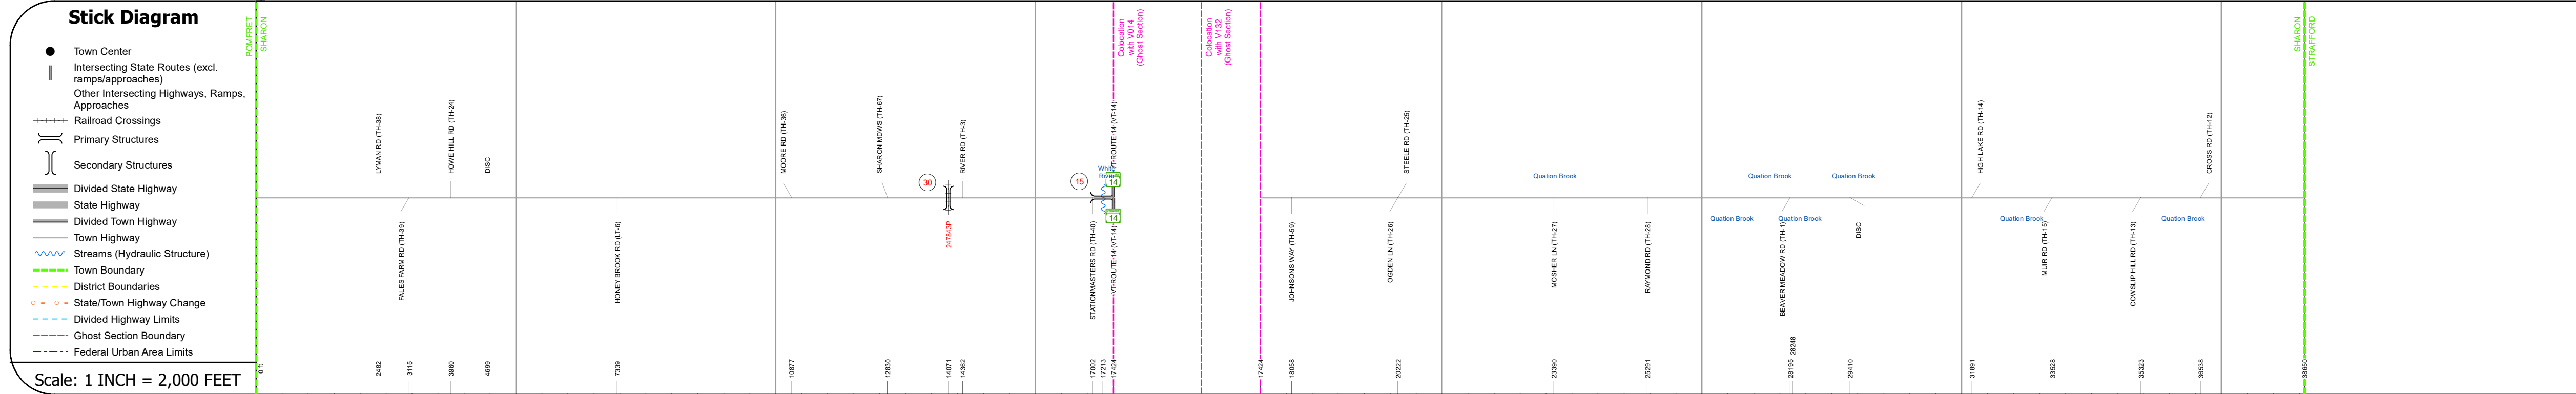 Stick Diagram
Town Center
Intersecting State Routes (excl.
ramps/approaches)
Other Intersecting Highways, Ramps,
Approaches
Railroad Crossings
Primary Structures
Secondary Structures
Divided State Highway
State Highway
Divided Town Highway
Town Highway
Streams (Hydraulic Structure)
Town Boundary
District Boundaries
State/Town Highway Change
Divided Highway Limits
Ghost Section Boundary
Federal Urban Area Limits
Scale: 1 INCH = 2,000 FEET
POMFRET
SHARON
Colocation
with V014
(Ghost Section)
Colocation
with V132
(Ghost Section)
SHARON
STRAFFORD
LYMAN RD (TH-38)
HOWE HILL RD (TH-24)
DISC
MOORE RD (TH-36)
SHARON MDWS (TH-67)
RIVER RD (TH-3)
VT-ROUTE-14 (VT-14)
STEELE RD (TH-25)
HIGH LAKE RD (TH-14)
CROSS RD (TH-12)
30
15
White
River
14
14
Quation Brook
Quation Brook
Quation Brook
Quation Brook
Quation Brook
Quation Brook
Quation Brook
FALES FARM RD (TH-39)
HONEY BROOK RD (LT-6)
247843P
STATIONMASTERS RD (TH-40)
VT-ROUTE-14 (VT-14)
JOHNSONS WAY (TH-59)
OGDEN LN (TH-26)
MOSHER LN (TH-27)
RAYMOND RD (TH-28)
BEAVER MEADOW RD (TH-1)
DISC
MUIR RD (TH-15)
COWSLIP HILL RD (TH-13)
0 ft
2482
3115
3960
4699
7339
10877
12830
14071
14362
17002
17213
17424
17424
18058
20222
23390
25291
28195
28248
29410
31891
33528
35323
36538
38650